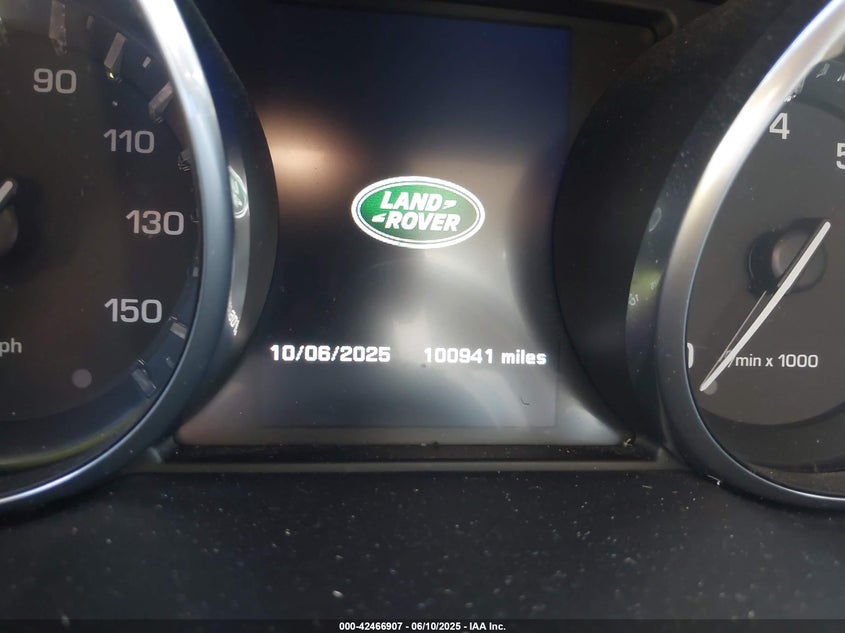 90
110
130
150
ph
LAND
ROVER
10/06/2025 100941 miles
4
5
min x 1000
000-42466907 - 06/10/2025 - IAA Inc.